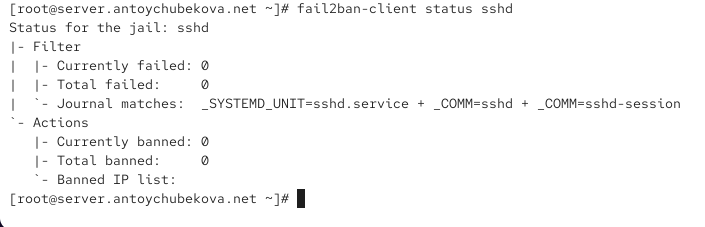 [root@server.antoychubekova.net ~]# fail2ban-client status sshd
Status for the jail: sshd
|- Filter
|  |- Currently failed: 0
|  |- Total failed:     0
|  `- Journal matches:  _SYSTEMD_UNIT=sshd.service + _COMM=sshd + _COMM=sshd-session
`- Actions
   |- Currently banned: 0
   |- Total banned:     0
   `- Banned IP list:
[root@server.antoychubekova.net ~]#